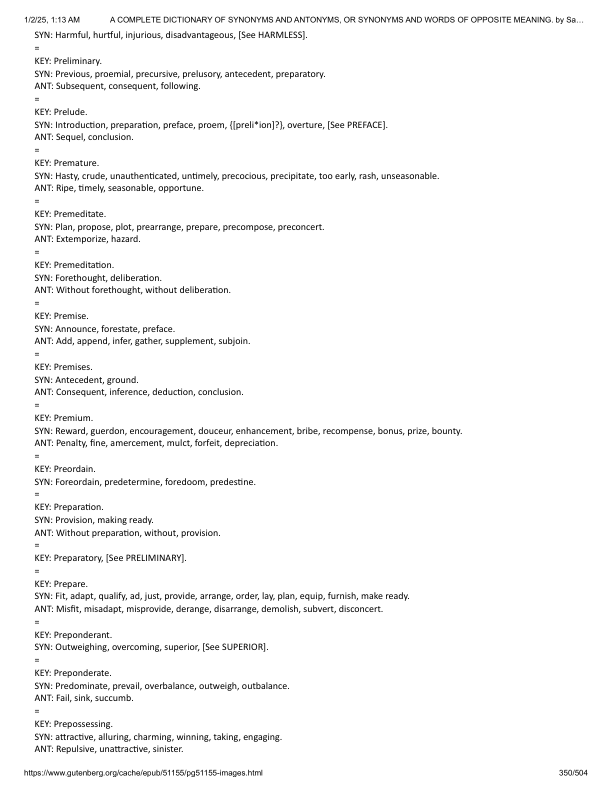 1/2/25, 1:13 AM A COMPLETE DICTIONARY OF SYNONYMS AND ANTONYMS, OR SYNONYMS AND WORDS OF OPPOSITE MEANING. by Sa…
SYN: Harmful, hurtful, injurious, disadvantageous, [See HARMLESS].
=
KEY: Preliminary.
SYN: Previous, proemial, precursive, prelusory, antecedent, preparatory.
ANT: Subsequent, consequent, following.
=
KEY: Prelude.
SYN: Introduction, preparation, preface, proem, {[preli*ion]?}, overture, [See PREFACE].
ANT: Sequel, conclusion.
=
KEY: Premature.
SYN: Hasty, crude, unauthenticated, untimely, precocious, precipitate, too early, rash, unseasonable.
ANT: Ripe, timely, seasonable, opportune.
=
KEY: Premeditate.
SYN: Plan, propose, plot, prearrange, prepare, precompose, preconcert.
ANT: Extemporize, hazard.
=
KEY: Premeditation.
SYN: Forethought, deliberation.
ANT: Without forethought, without deliberation.
=
KEY: Premise.
SYN: Announce, forestate, preface.
ANT: Add, append, infer, gather, supplement, subjoin.
=
KEY: Premises.
SYN: Antecedent, ground.
ANT: Consequent, inference, deduction, conclusion.
=
KEY: Premium.
SYN: Reward, guerdon, encouragement, douceur, enhancement, bribe, recompense, bonus, prize, bounty.
ANT: Penalty, fine, amercement, mulct, forfeit, depreciation.
=
KEY: Preordain.
SYN: Foreordain, predetermine, foredoom, predestine.
=
KEY: Preparation.
SYN: Provision, making ready.
ANT: Without preparation, without, provision.
=
KEY: Preparatory, [See PRELIMINARY].
=
KEY: Prepare.
SYN: Fit, adapt, qualify, ad, just, provide, arrange, order, lay, plan, equip, furnish, make ready.
ANT: Misfit, misadapt, misprovide, derange, disarrange, demolish, subvert, disconcert.
=
KEY: Preponderant.
SYN: Outweighing, overcoming, superior, [See SUPERIOR].
=
KEY: Preponderate.
SYN: Predominate, prevail, overbalance, outweigh, outbalance.
ANT: Fail, sink, succumb.
=
KEY: Prepossessing.
SYN: attractive, alluring, charming, winning, taking, engaging.
ANT: Repulsive, unattractive, sinister.
https://www.gutenberg.org/cache/epub/51155/pg51155-images.html 350/504